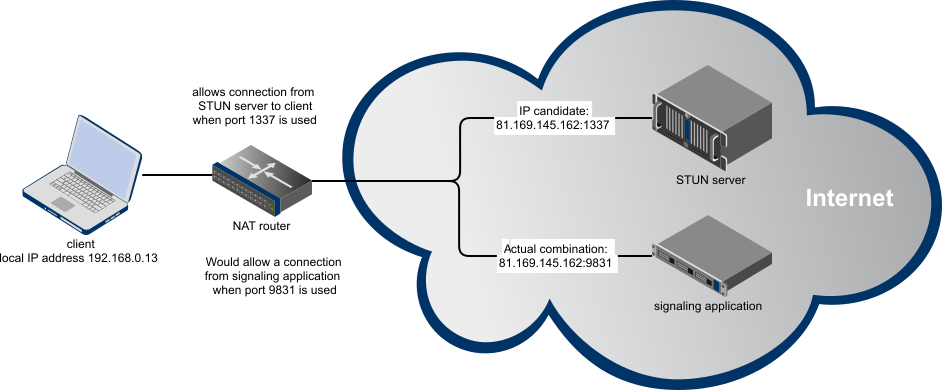 allows connection from
STUN server to client
when port 1337 is used
IP candidate:
81.169.145.162:1337
STUN server
Internet
NAT router
client
local IP address 192.168.0.13
Would allow a connection
from signaling application
when port 9831 is used
Actual combination:
81.169.145.162:9831
signaling application